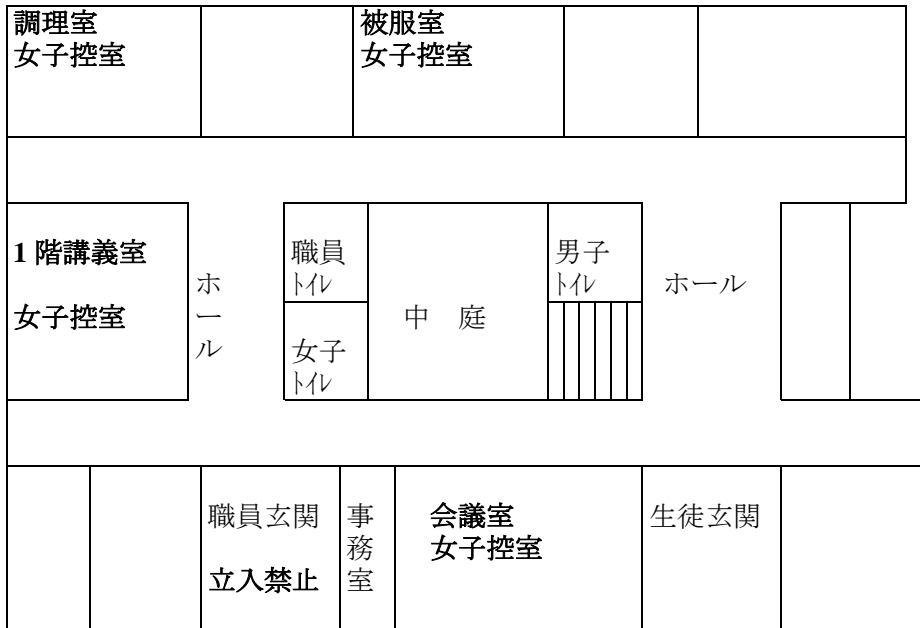 調理室
女子控室
被服室
女子控室
1階講義室
女子控室
ホール
職員
ﾄｲﾚ
女子
ﾄｲﾚ
中　庭
男子
ﾄｲﾚ
ホール
職員玄関
立入禁止
事務室
会議室
女子控室
生徒玄関